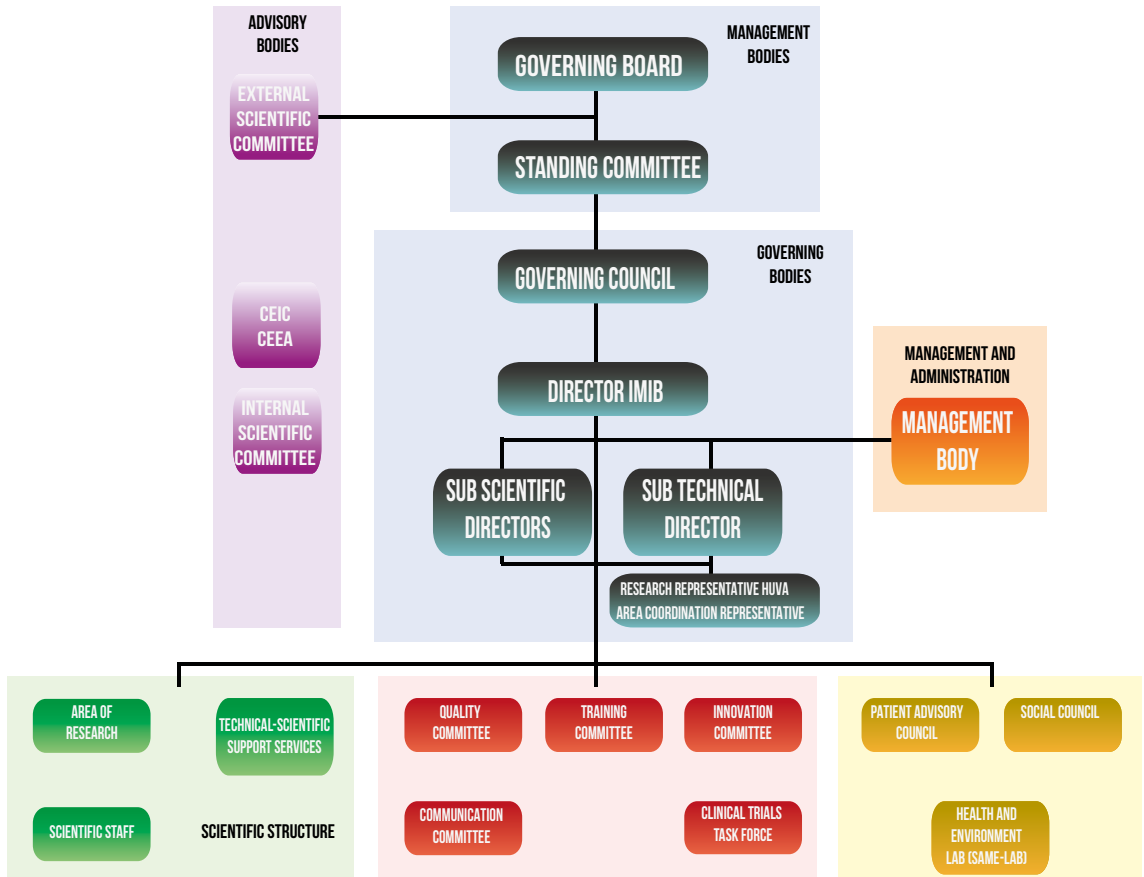 ADVISORY
BODIES
EXTERNAL
SCIENTIFIC
COMMITTEE
CEIC
CEEA
INTERNAL
SCIENTIFIC
COMMITTEE
MANAGEMENT
BODIES
GOVERNING BOARD
STANDING COMMITTEE
GOVERNING
BODIES
GOVERNING COUNCIL
DIRECTOR IMIB
SUB SCIENTIFIC
DIRECTORS
SUB TECHNICAL
DIRECTOR
RESEARCH REPRESENTATIVE HUVA
AREA COORDINATION REPRESENTATIVE
MANAGEMENT AND
ADMINISTRATION
MANAGEMENT
BODY
AREA OF
RESEARCH
TECHNICAL-SCIENTIFIC
SUPPORT SERVICES
SCIENTIFIC STAFF
SCIENTIFIC STRUCTURE
QUALITY
COMMITTEE
TRAINING
COMMITTEE
INNOVATION
COMMITTEE
COMMUNICATION
COMMITTEE
CLINICAL TRIALS
TASK FORCE
PATIENT ADVISORY
COUNCIL
SOCIAL COUNCIL
HEALTH AND
ENVIRONMENT
LAB (SAME-LAB)